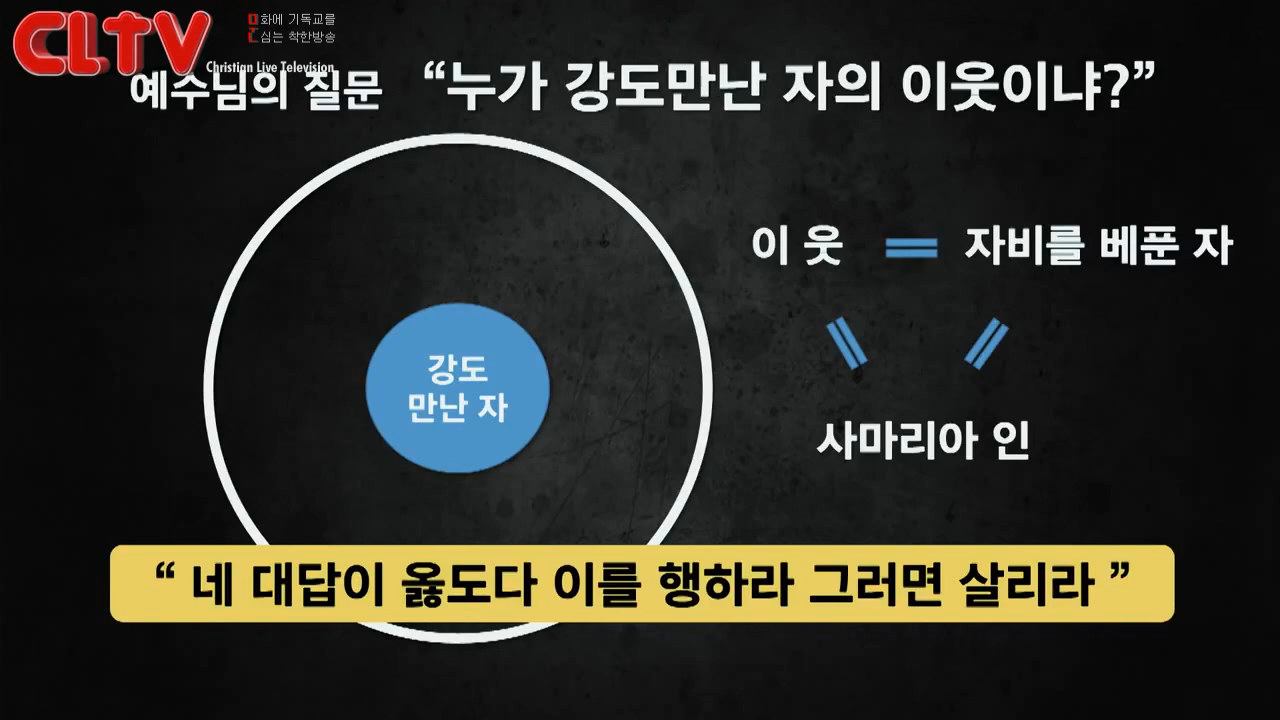 CLTV
문화에 기독교를
심는 착한방송
Christian Live Television
예수님의 질문 “누가 강도만난 자의 이웃이냐?”
이 웃 = 자비를 베푼 자
강도
만난 자
사마리아 인
“ 네 대답이 옳도다 이를 행하라 그러면 살리라 ”